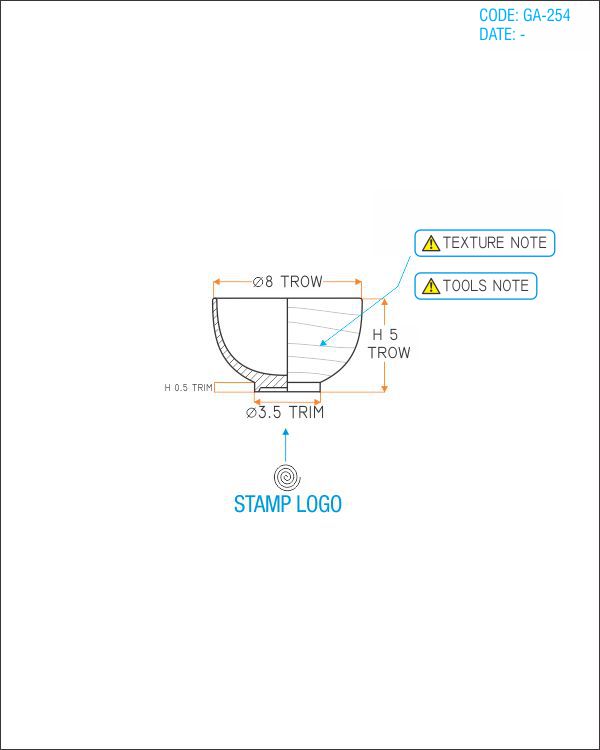 CODE: GA-254
DATE: -
TEXTURE NOTE
⌀8 TROW
TOOLS NOTE
H 5
TROW
H 0.5 TRIM
⌀3.5 TRIM
STAMP LOGO